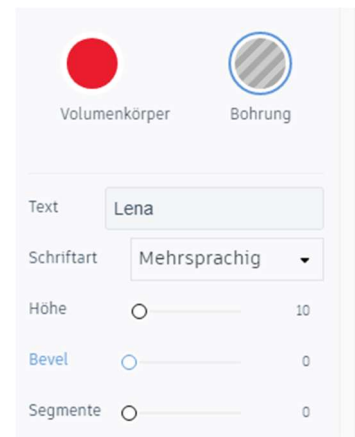 Volumenkörper Bohrung
Text Lena
Schriftart Mehrsprachig
Höhe 10
Bevel 0
Segmente 0